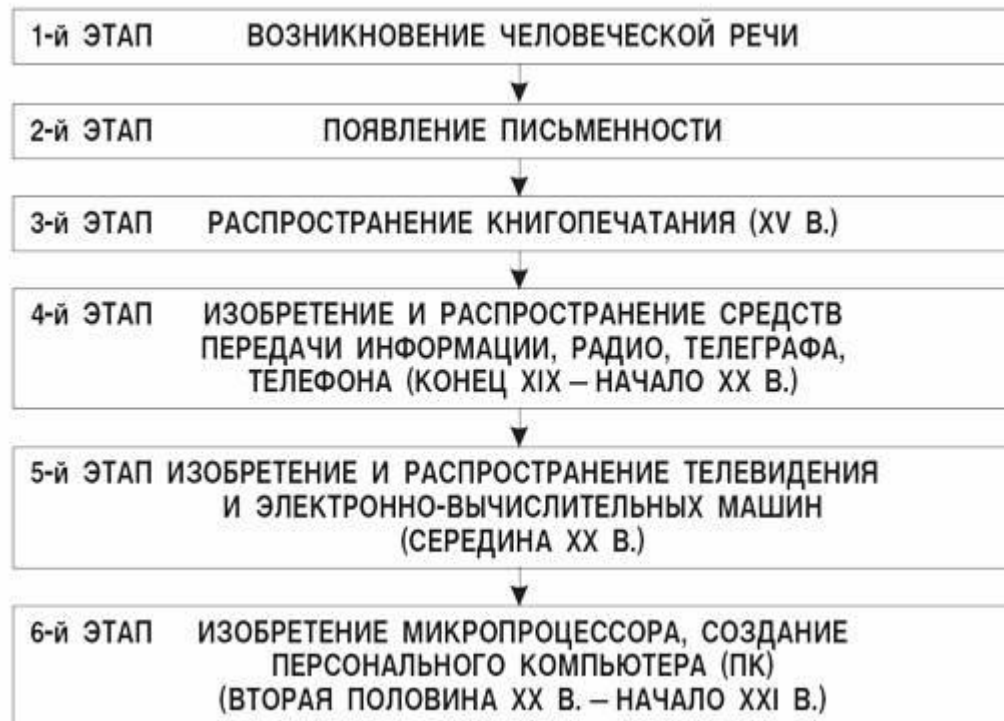 1-й ЭТАП ВОЗНИКНОВЕНИЕ ЧЕЛОВЕЧЕСКОЙ РЕЧИ
2-й ЭТАП ПОЯВЛЕНИЕ ПИСЬМЕННОСТИ
3-й ЭТАП РАСПРОСТРАНЕНИЕ КНИГОПЕЧАТАНИЯ (XV В.)
4-й ЭТАП ИЗОБРЕТЕНИЕ И РАСПРОСТРАНЕНИЕ СРЕДСТВ
ПЕРЕДАЧИ ИНФОРМАЦИИ, РАДИО, ТЕЛЕГРАФА,
ТЕЛЕФОНА (КОНЕЦ XIX – НАЧАЛО XX В.)
5-й ЭТАП ИЗОБРЕТЕНИЕ И РАСПРОСТРАНЕНИЕ ТЕЛЕВИДЕНИЯ
И ЭЛЕКТРОННО-ВЫЧИСЛИТЕЛЬНЫХ МАШИН
(СЕРЕДИНА XX В.)
6-й ЭТАП ИЗОБРЕТЕНИЕ МИКРОПРОЦЕССОРА, СОЗДАНИЕ
ПЕРСОНАЛЬНОГО КОМПЬЮТЕРА (ПК)
(ВТОРАЯ ПОЛОВИНА XX В. – НАЧАЛО XXI В.)